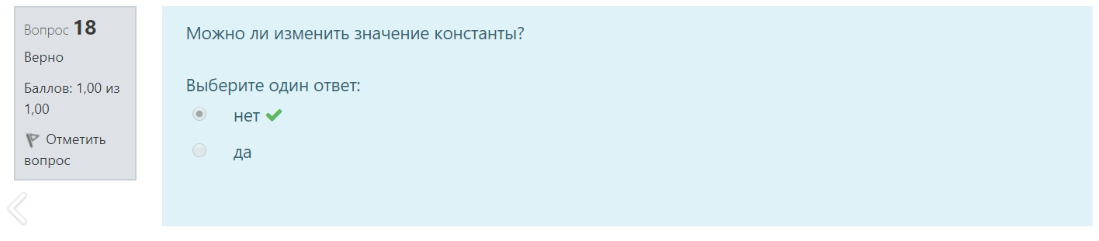 Вопрос 18
Верно
Баллов: 1,00 из
1,00
Отметить
вопрос
Можно ли изменить значение константы?
Выберите один ответ:
нет
да